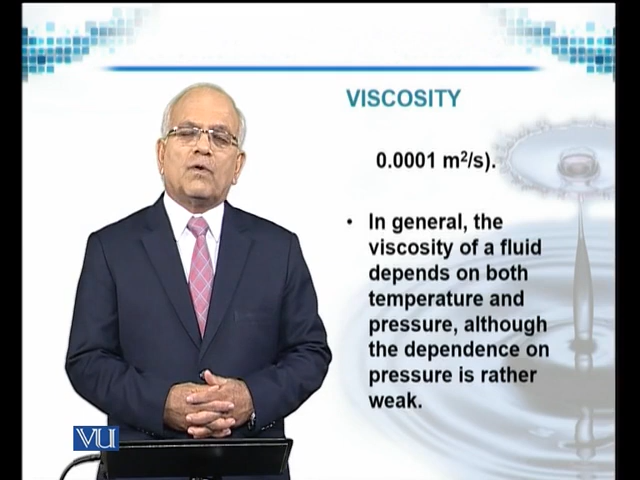 VISCOSITY
0.0001 m²/s).
• In general, the
viscosity of a fluid
depends on both
temperature and
pressure, although
the dependence on
pressure is rather
weak.
VU